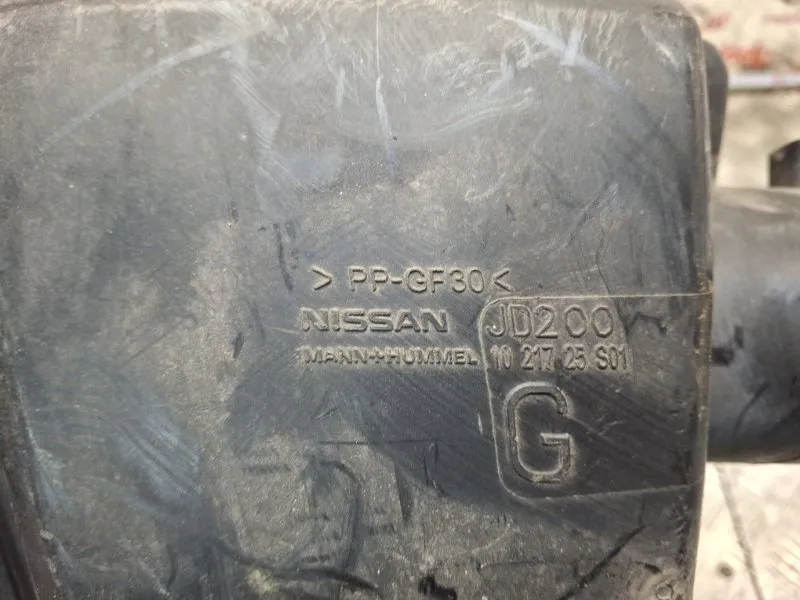 > PP-GF30 <
NISSAN JD200
MANN+HUMMEL 10 217 25 S01
G